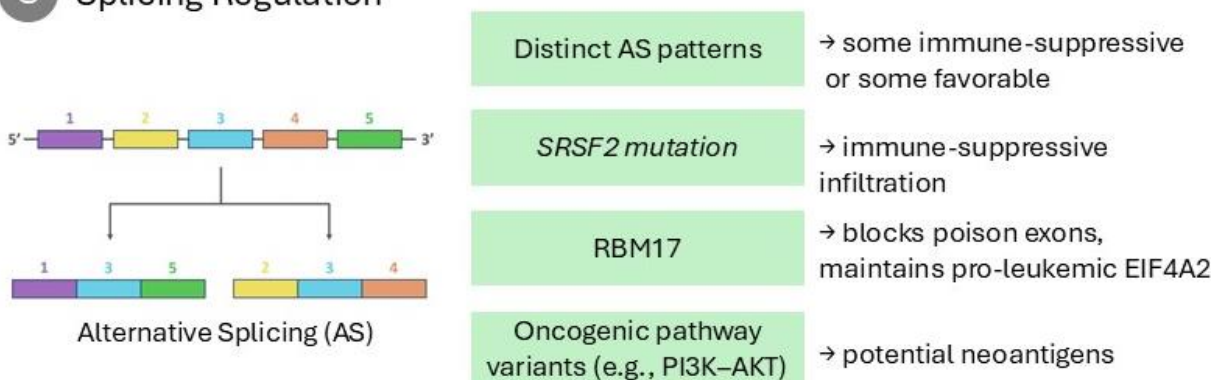 Splicing Regulation
1 2 3 4 5
5' 3'
1 3 5 2 3 4
Alternative Splicing (AS)
Distinct AS patterns
→ some immune-suppressive
or some favorable
SRSF2 mutation
→ immune-suppressive
infiltration
RBM17
→ blocks poison exons,
maintains pro-leukemic EIF4A2
Oncogenic pathway
variants (e.g., PI3K–AKT)
→ potential neoantigens